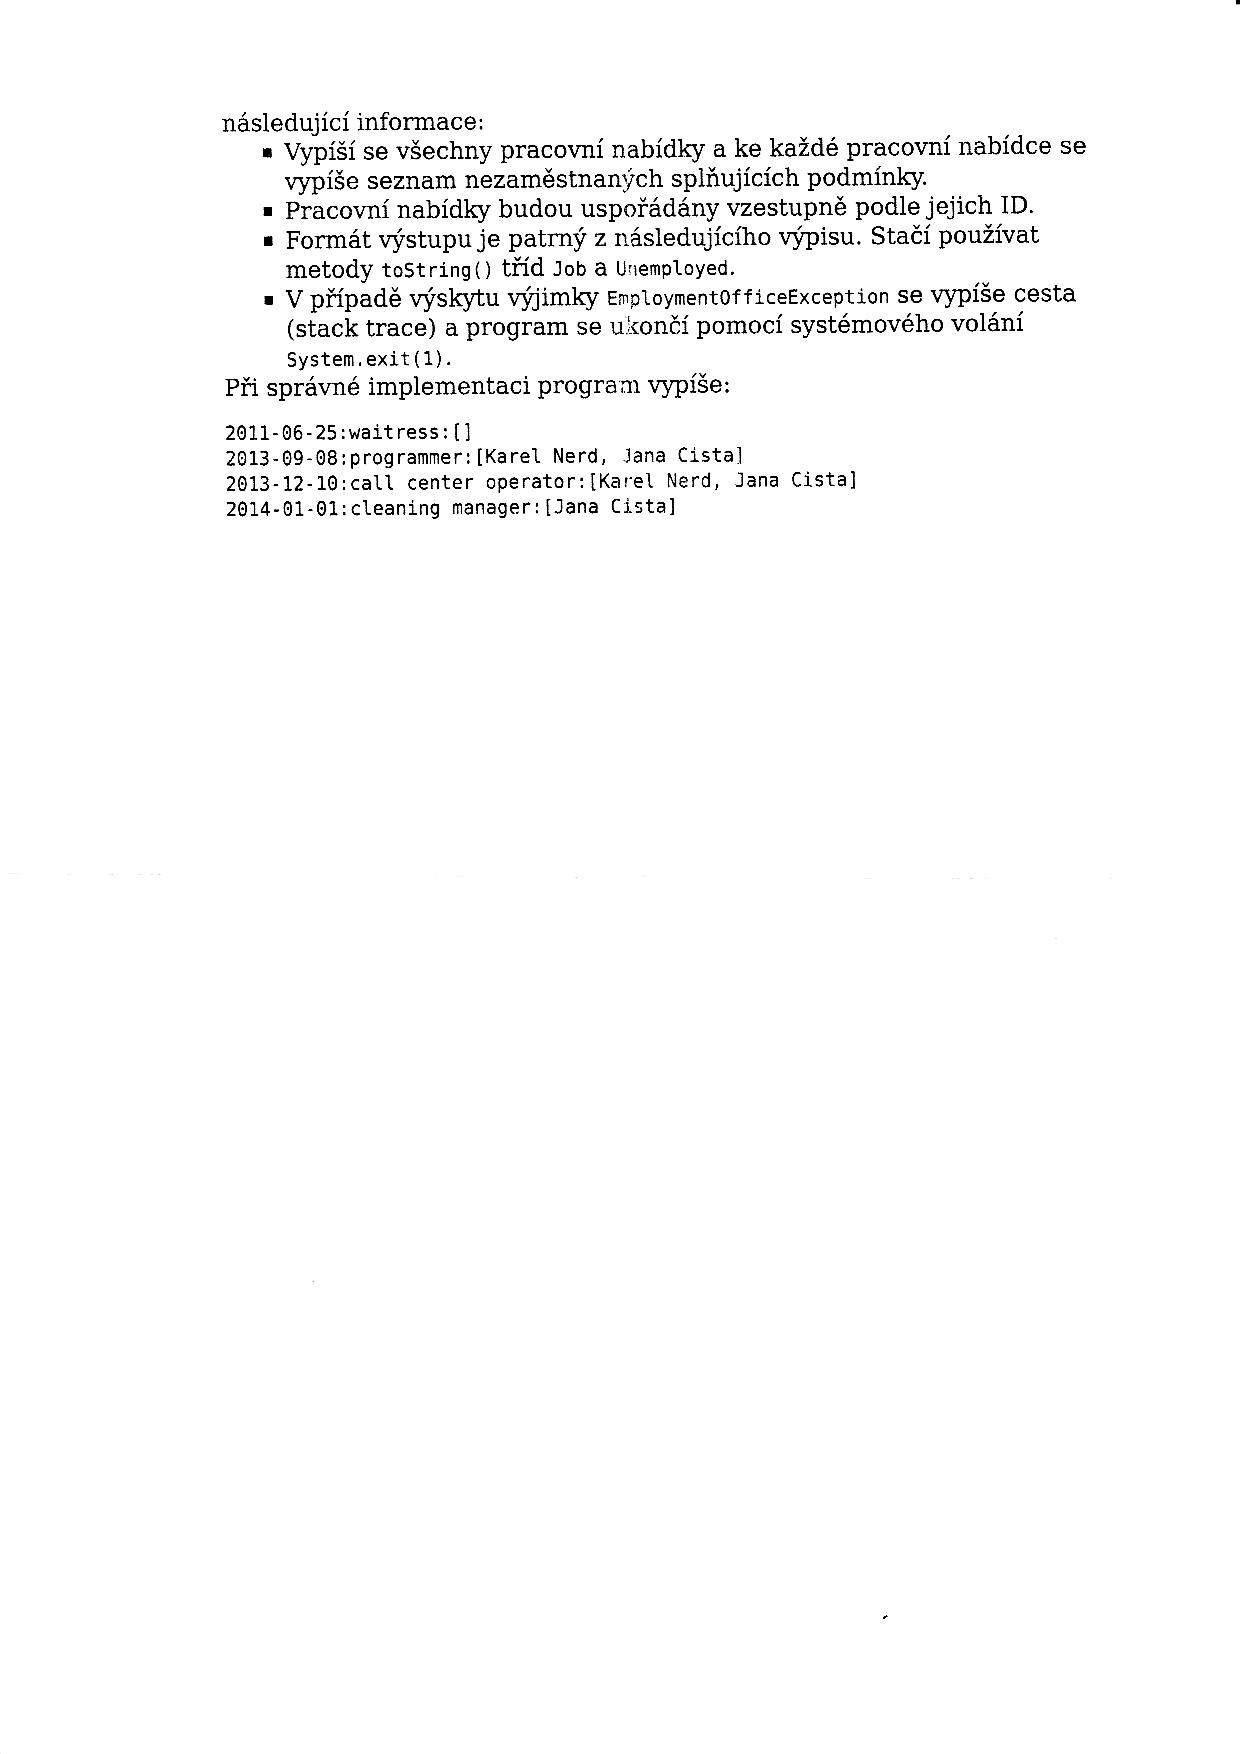 následující informace:
▪ Vypíší se všechny pracovní nabídky a ke každé pracovní nabídce se
vypíše seznam nezaměstnaných splňujících podmínky.
▪ Pracovní nabídky budou uspořádány vzestupně podle jejich ID.
▪ Formát výstupu je patrný z následujícího výpisu. Stačí používat
metody toString() tříd Job a Unemployed.
▪ V případě výskytu výjimky EmploymentOfficeException se vypíše cesta
(stack trace) a program se ukončí pomocí systémového volání
System.exit(1).
Při správné implementaci program vypíše:
2011-06-25:waitress:[]
2013-09-08:programmer:[Karel Nerd, Jana Cista]
2013-12-10:call center operator:[Karel Nerd, Jana Cista]
2014-01-01:cleaning manager:[Jana Cista]